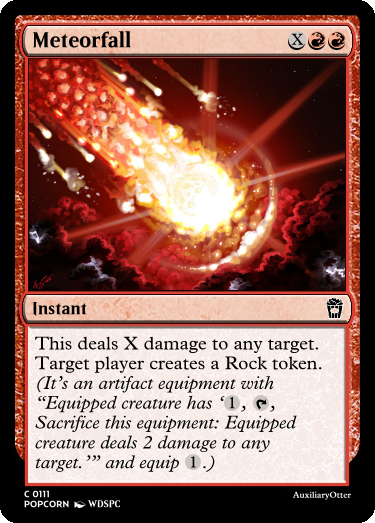 Meteorfall X
Instant
This deals X damage to any target.
Target player creates a Rock token.
(It's an artifact equipment with
"Equipped creature has '1, ,
Sacrifice this equipment: Equipped
creature deals 2 damage to any
target.'" and equip 1.)
C 0111
POPCORN WDSPC
AuxiliaryOtter